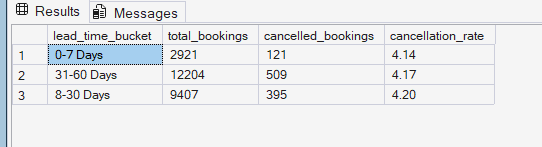 Results Messages
lead_time_bucket total_bookings cancelled_bookings cancellation_rate
1 0-7 Days 2921 121 4.14
2 31-60 Days 12204 509 4.17
3 8-30 Days 9407 395 4.20